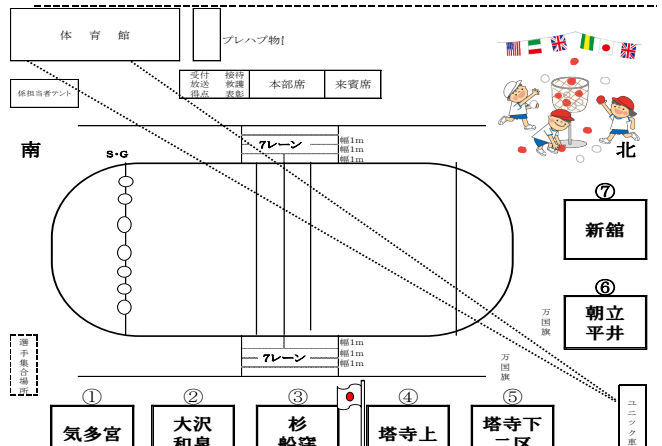 体 育 館
プレハブ物
受付 接待
放送 救護
得点 表彰
本部席
来賓席
係担当者テント
南
北
S・G
7レーン
幅1m
幅1m
幅1m
⑦
新舘
⑥
朝立
平井
万国旗
万国旗
7レーン
幅1m
幅1m
幅1m
選手集合場所
ユニック車
①
気多宮
②
大沢
和泉
③
杉
船窪
④
塔寺上
⑤
塔寺下
二区